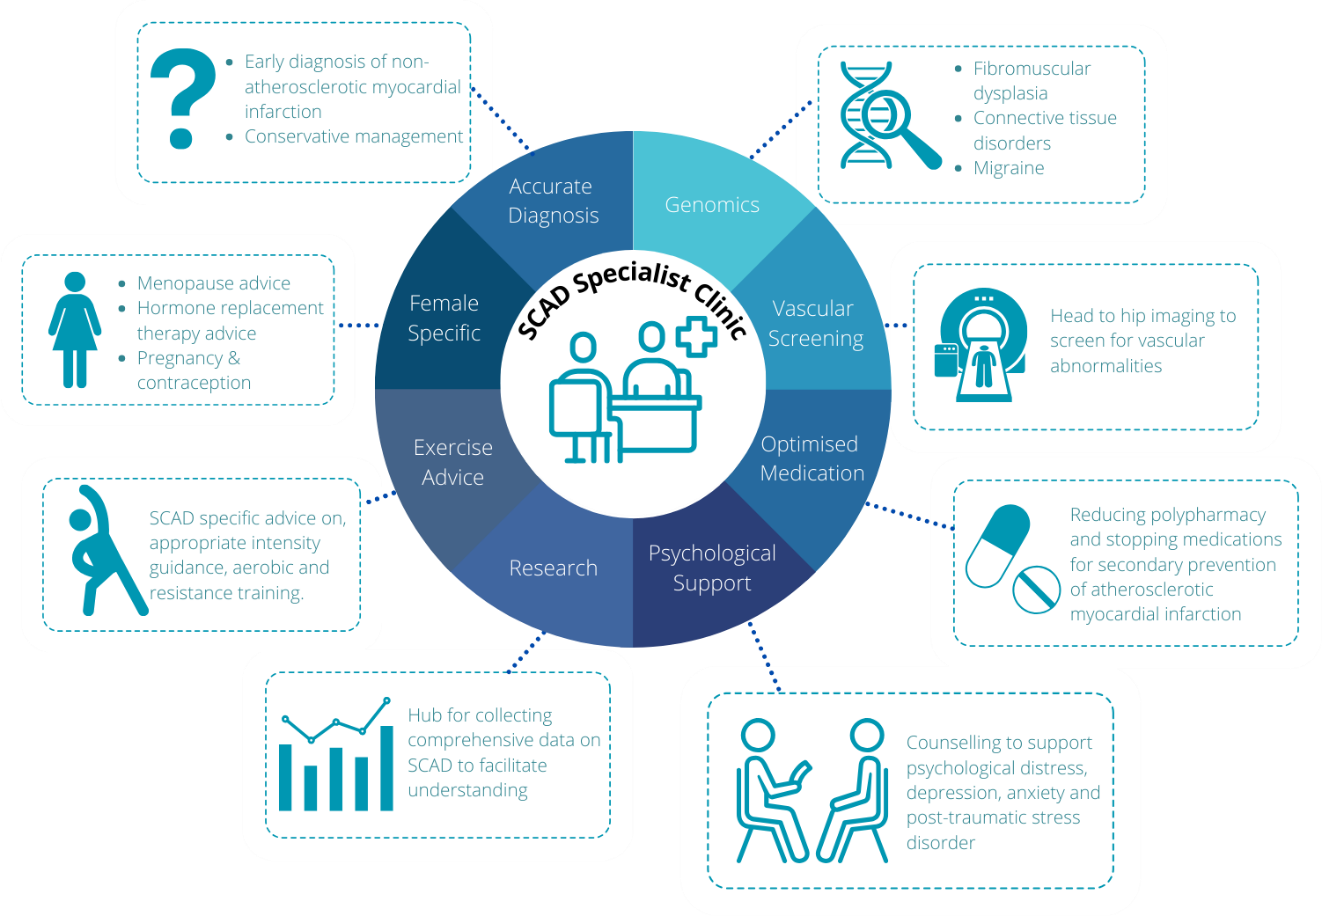 • Early diagnosis of non-
atherosclerotic myocardial
infarction
• Conservative management
• Fibromuscular
dysplasia
• Connective tissue
disorders
• Migraine
Accurate
Diagnosis
Genomics
• Menopause advice
• Hormone replacement
therapy advice
• Pregnancy &
contraception
Female
Specific
SCAD Specialist Clinic
Vascular
Screening
Head to hip imaging to
screen for vascular
abnormalities
SCAD specific advice on,
appropriate intensity
guidance, aerobic and
resistance training.
Exercise
Advice
Optimised
Medication
Reducing polypharmacy
and stopping medications
for secondary prevention
of atherosclerotic
myocardial infarction
Research
Psychological
Support
Hub for collecting
comprehensive data on
SCAD to facilitate
understanding
Counselling to support
psychological distress,
depression, anxiety and
post-traumatic stress
disorder